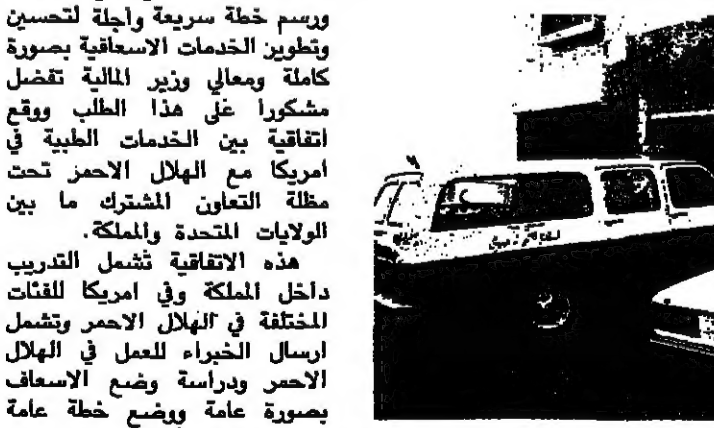 ورسم خطة سريعة وأجلة لتحسين
وتطوير الخدمات الاسعافية بصورة
كاملة ومعالي وزير المالية تفضل
مشكورا على هذا الطلب ووقع
اتفاقية بين الخدمات الطبية في
امريكا مع الهلال الاحمر تحت
مظلة التعاون المشترك ما بين
الولايات المتحدة والمملكة.
هذه الاتفاقية تشمل التدريب
داخل المملكة وفي امريكا للفئات
المختلفة في الهلال الاحمر وتشمل
ارسال الخبراء للعمل في الهلال
الاحمر ودراسة وضع الاسعاف
بصورة عامة ووضع خطة عامة